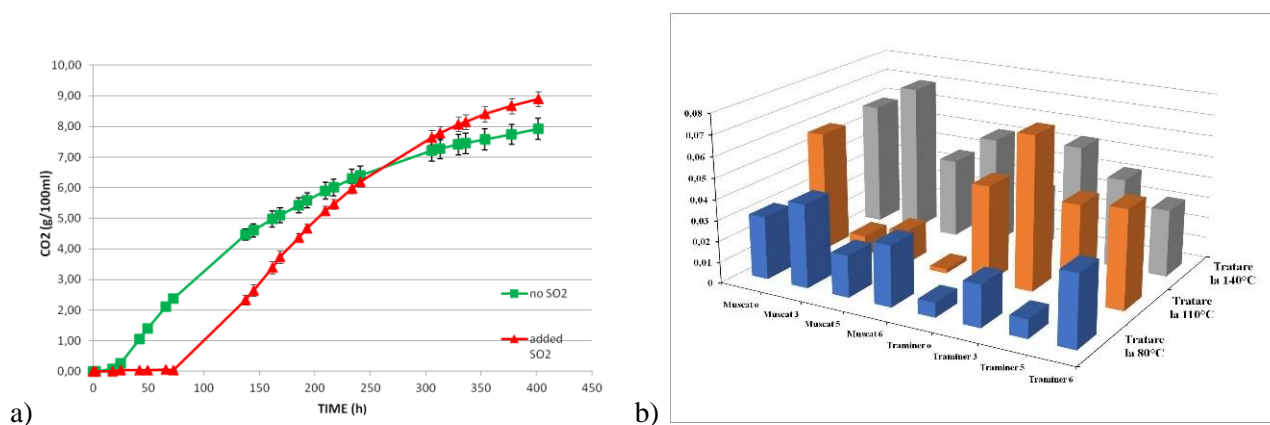 10,00
9,00
8,00
7,00
6,00
5,00
4,00
3,00
2,00
1,00
0,00
CO2 (g/100ml)
0 50 100 150 200 250 300 350 400 450
TIME (h)
no SO2
added
SO2
a)
0,08
0,07
0,06
0,05
0,04
0,03
0,02
0,01
0
Muscat o
Muscat 3
Muscat 5
Muscat 6
Traminer o
Traminer 3
Traminer 5
Traminer 6
Tratare
la 140°C
Tratare
la 110°C
Tratare
la 80°C
b)